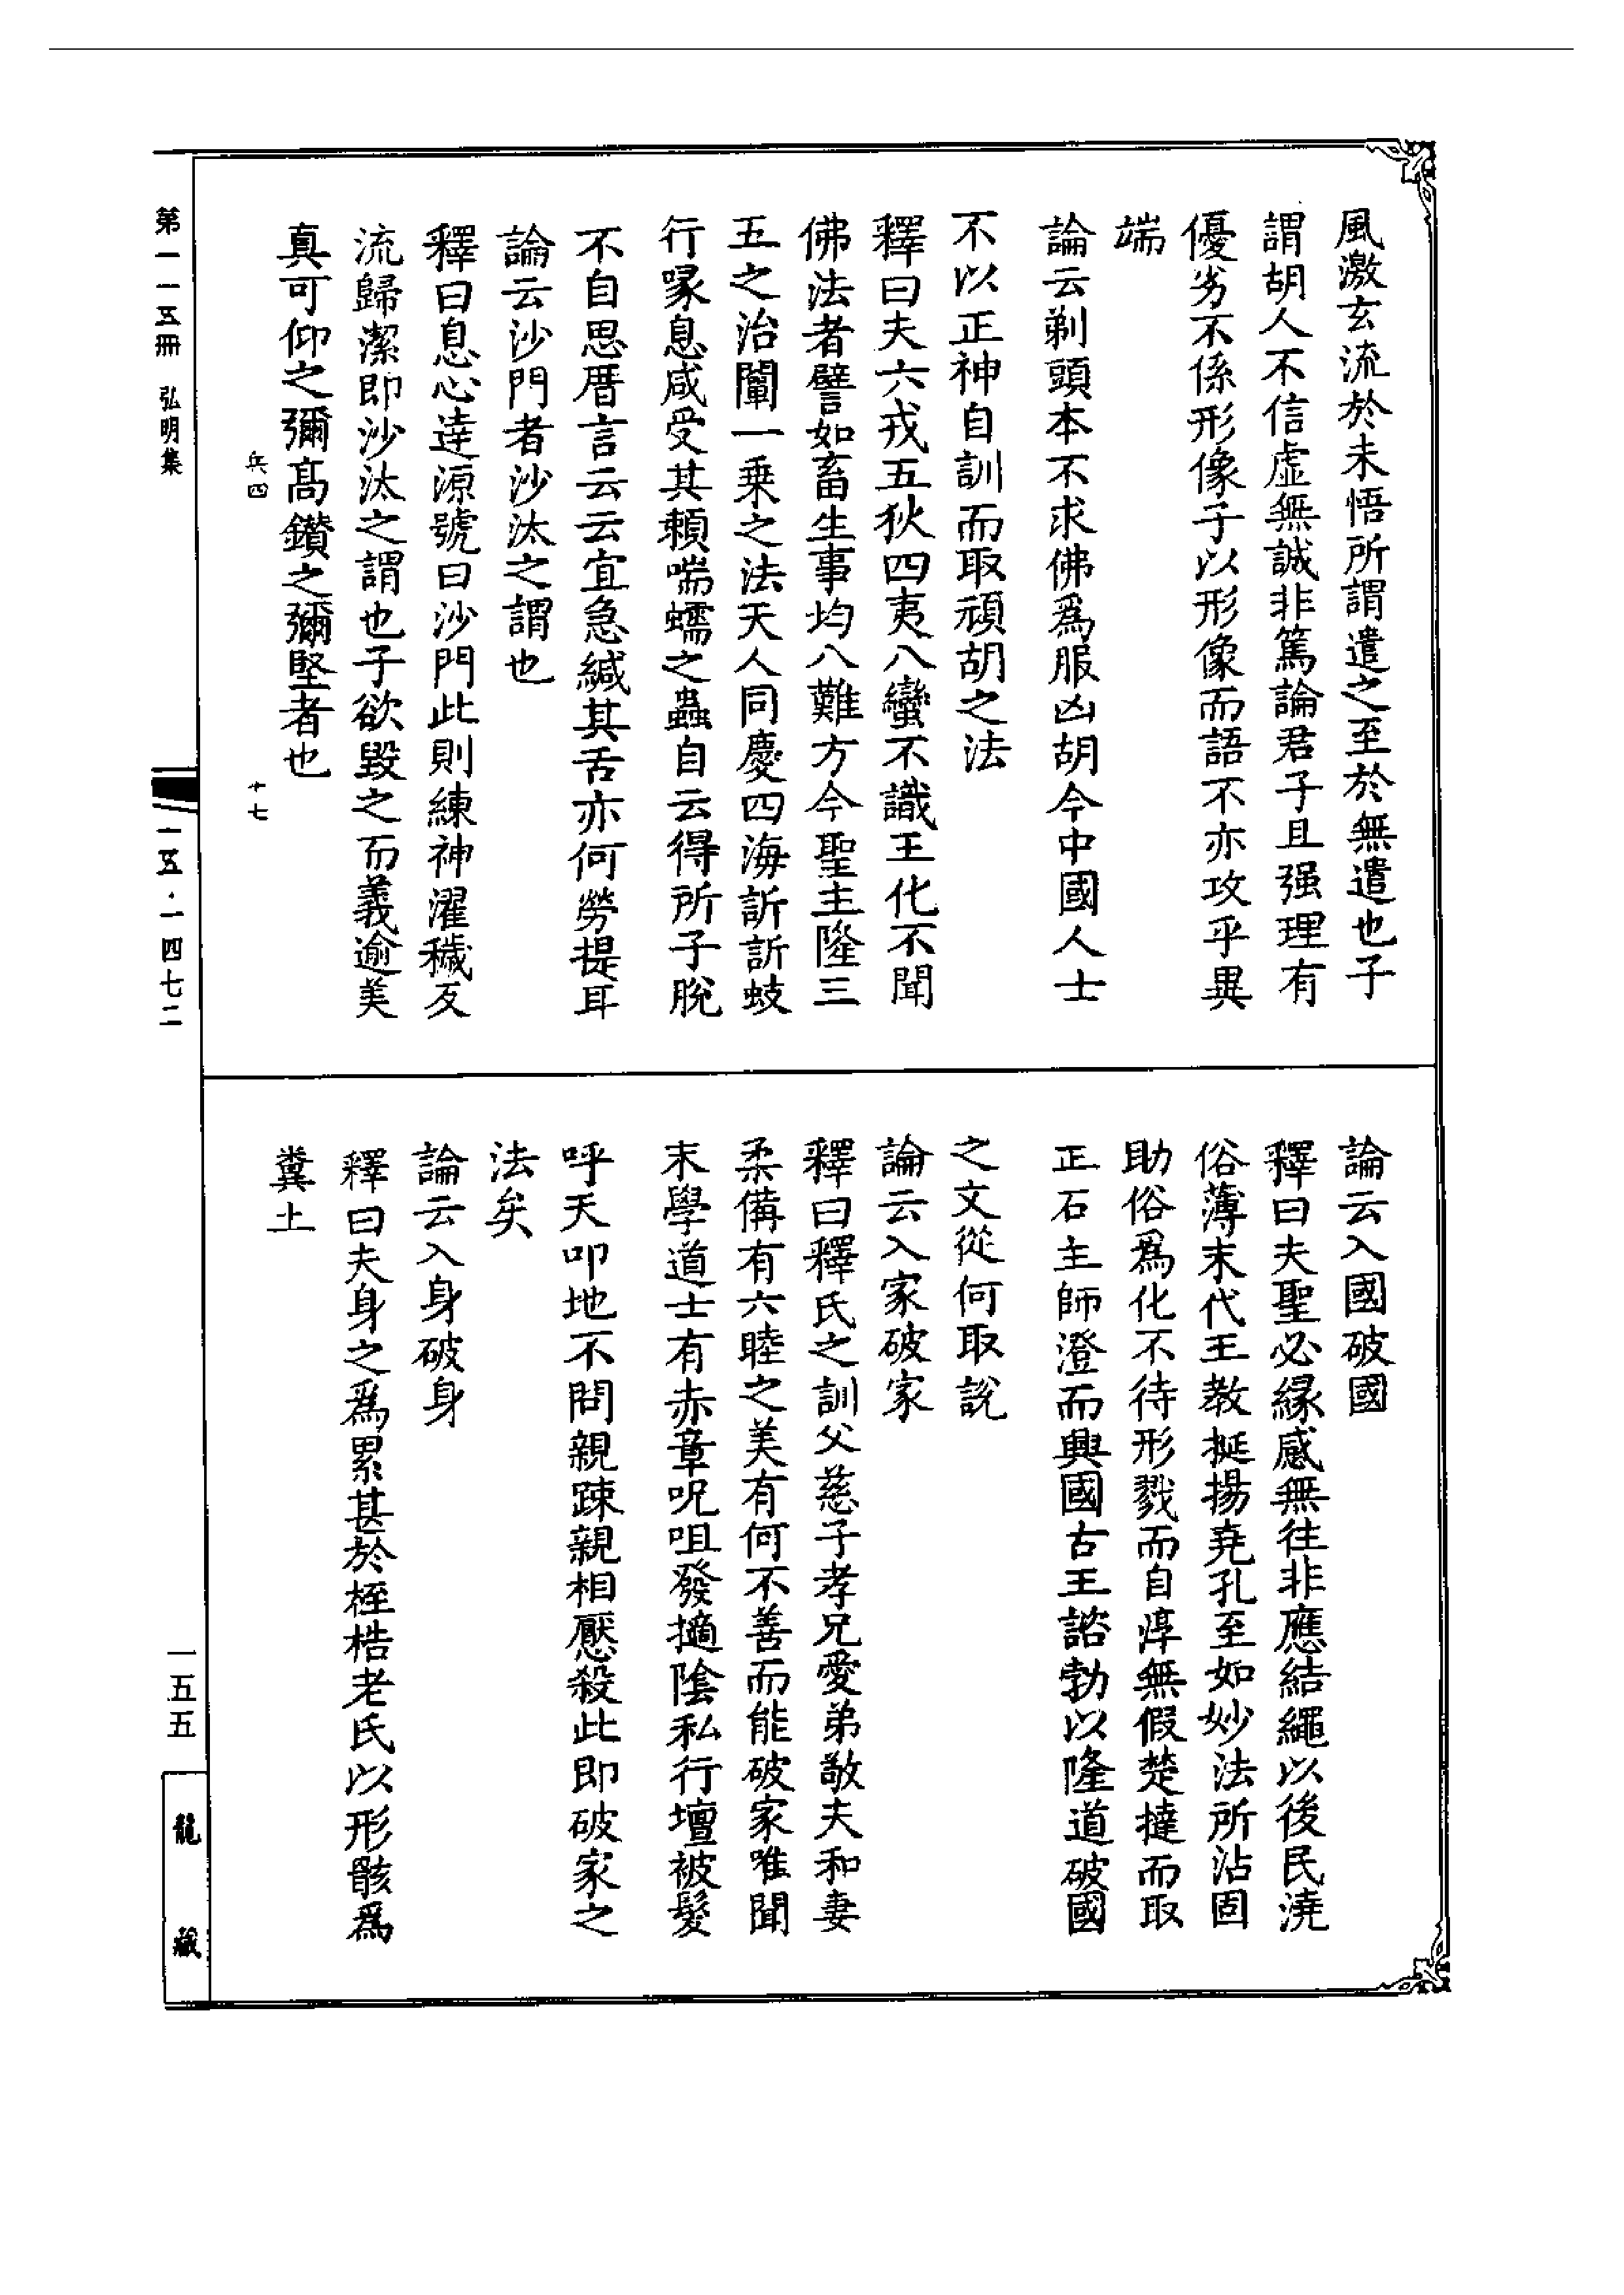 風激玄流於未悟所謂遣之至於無遣也子
謂胡人不信虛無誠非篤論君子且强理有
優劣不係形像子以形像而語不亦攻乎異
端
論云剃頭本不求佛爲服凶胡今中國人士
不以正神自訓而取頑胡之法
釋曰夫六戎五狄四夷八蠻不識王化不聞
佛法者譬如畜生事均八難方今聖主隆三
五之治闡一乗之法天人同慶四海訢訢蚑
行喙息咸受其賴喘蠕之蟲自云得所子脫
不自思厝言云云宜急緘其舌亦何勞提耳
論云沙門者沙汰之謂也
釋曰息心達源號曰沙門此則練神濯穢反
流歸潔即沙汰之謂也子欲毀之而義逾美
真可仰之彌髙鑽之彌堅者也
兵四 十七
第一一五冊 弘明集 一五·一四七二
論云入國破國
釋曰夫聖必緣感無往非應結繩以後民澆
俗薄末代王教挻揚堯孔至如妙法所沾固
助俗爲化不待形戮而自淳無假楚撻而取
正石主師澄而興國古王諮勃以隆道破國
之文從何取說
論云入家破家
釋曰釋氏之訓父慈子孝兄愛弟敬夫和妻
柔備有六睦之美有何不善而能破家唯聞
末學道士有赤章呪咀發擿陰私行壇被髮
呼天叩地不問親疎親相厭殺此即破家之
法矣
論云入身破身
釋曰夫身之爲累甚於桎梏老氏以形骸爲
糞土
一五五
龍藏